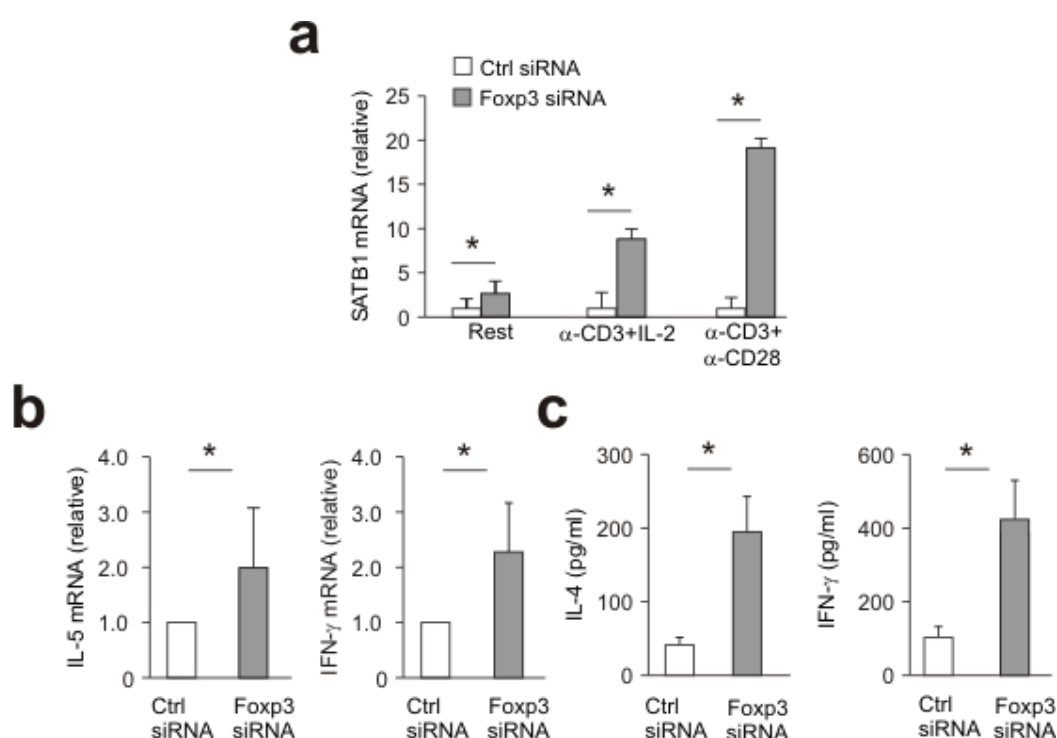 a
Ctrl siRNA
Foxp3 siRNA
SATB1 mRNA (relative)
25
20
15
10
5
0
*
*
*
Rest
α-CD3+IL-2
α-CD3+
α-CD28
b
IL-5 mRNA (relative)
4.0
3.0
2.0
1.0
0
*
Ctrl
siRNA
Foxp3
siRNA
IFN-γ mRNA (relative)
4.0
3.0
2.0
1.0
0
*
Ctrl
siRNA
Foxp3
siRNA
c
IL-4 (pg/ml)
300
200
100
0
*
Ctrl
siRNA
Foxp3
siRNA
IFN-γ (pg/ml)
600
400
200
0
*
Ctrl
siRNA
Foxp3
siRNA